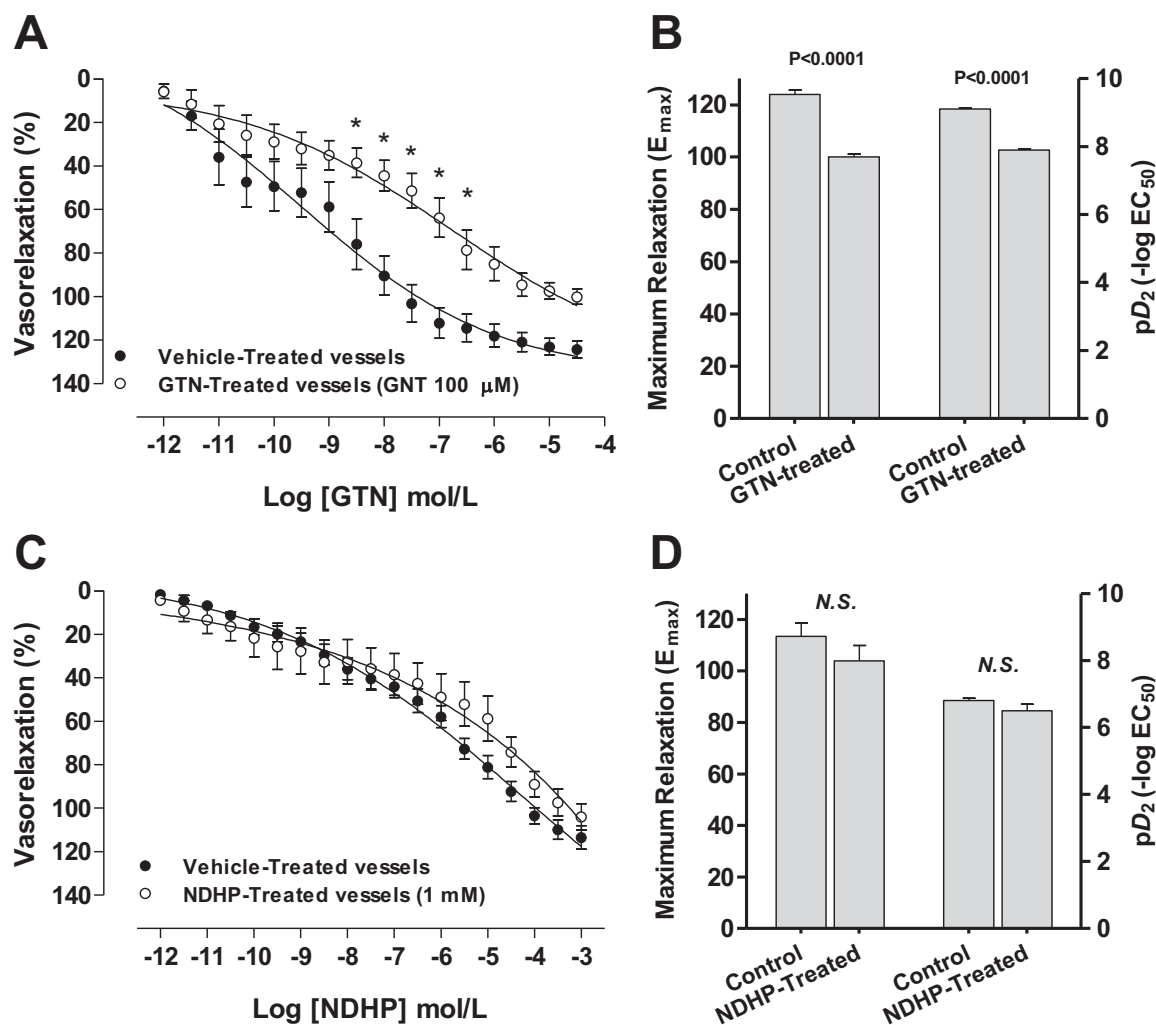 A
Vasorelaxation (%)
0
20
40
60
80
100
120
140
*
*
*
*
*
Vehicle-Treated vessels
GTN-Treated vessels (GNT 100 μM)
-12 -11 -10 -9 -8 -7 -6 -5 -4
Log [GTN] mol/L
B
P<0.0001
P<0.0001
Maximum Relaxation (Emax)
120
100
80
60
40
20
0
10
8
6
4
2
0
pD2 (-log EC50)
Control
GTN-treated
Control
GTN-treated
C
Vasorelaxation (%)
0
20
40
60
80
100
120
140
Vehicle-Treated vessels
NDHP-Treated vessels (1 mM)
-12 -11 -10 -9 -8 -7 -6 -5 -4 -3
Log [NDHP] mol/L
D
N.S.
N.S.
Maximum Relaxation (Emax)
120
100
80
60
40
20
0
10
8
6
4
2
0
pD2 (-log EC50)
Control
NDHP-Treated
Control
NDHP-Treated